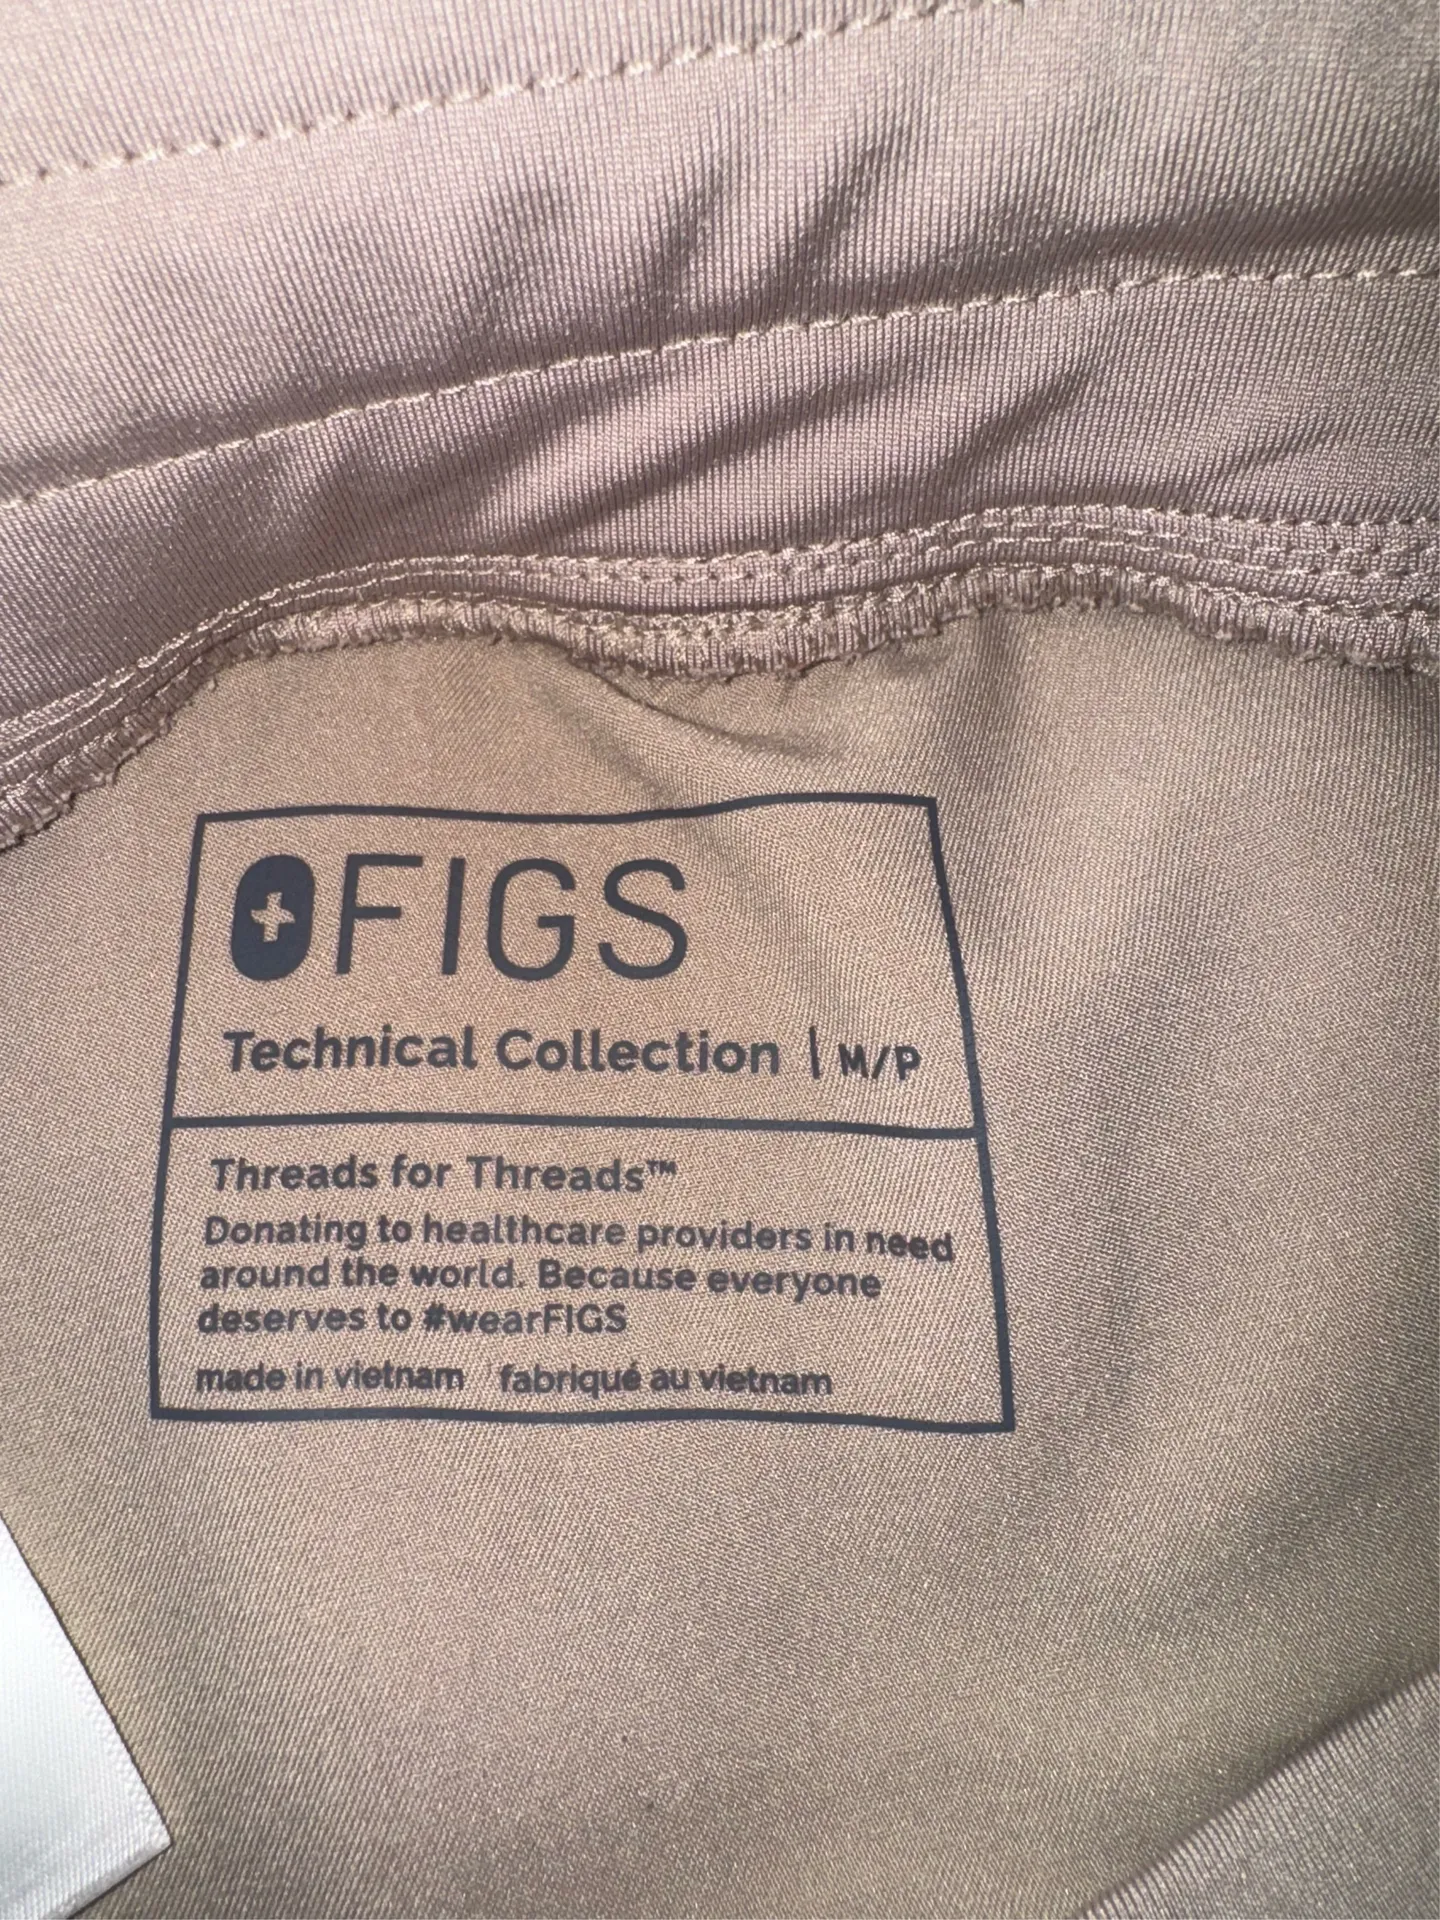 FIGS
Technical Collection | M/P
Threads for Threads™
Donating to healthcare providers in need
around the world. Because everyone
deserves to #wearFIGS
made in vietnam fabriqué au vietnam